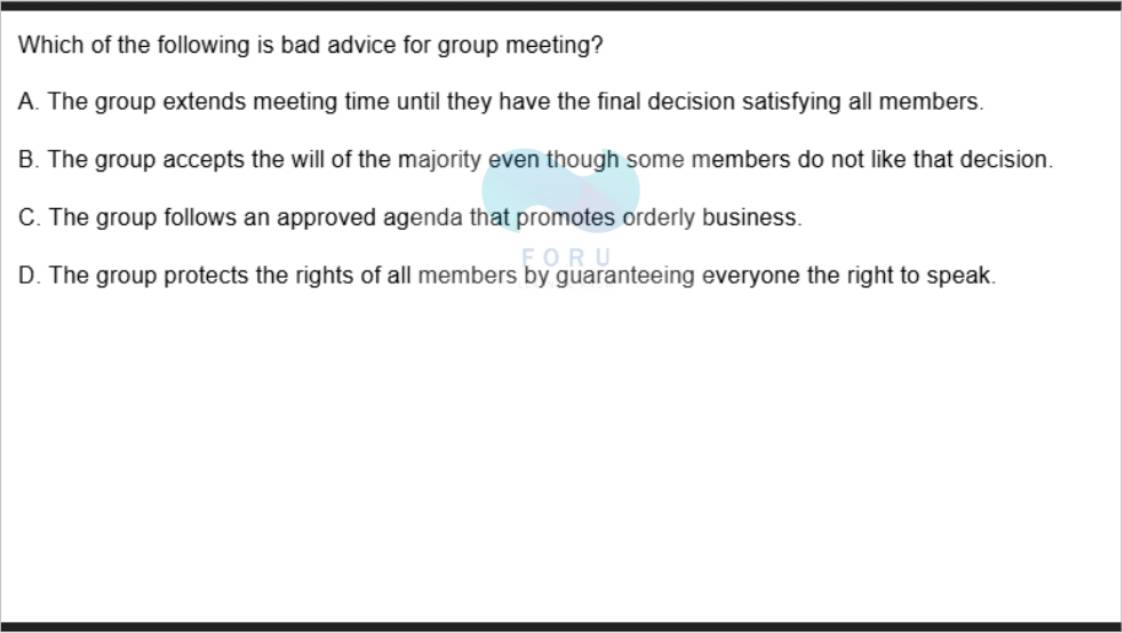 Which of the following is bad advice for group meeting?
A. The group extends meeting time until they have the final decision satisfying all members.
B. The group accepts the will of the majority even though some members do not like that decision.
C. The group follows an approved agenda that promotes orderly business.
FORU
D. The group protects the rights of all members by guaranteeing everyone the right to speak.